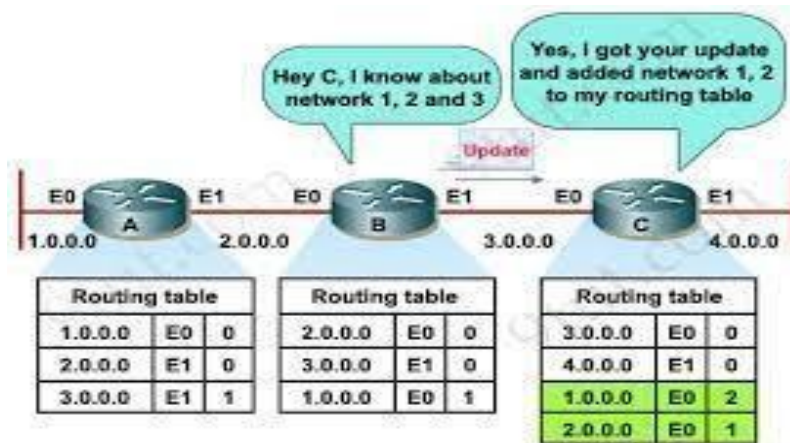 Hey C, I know about
network 1, 2 and 3
Yes, I got your update
and added network 1, 2
to my routing table
Update
E0 E1 E0 E1 E0 E1
A B C
1.0.0.0 2.0.0.0 3.0.0.0 4.0.0.0
Routing table
1.0.0.0 E0 0
2.0.0.0 E1 0
3.0.0.0 E1 1
Routing table
2.0.0.0 E0 0
3.0.0.0 E1 0
1.0.0.0 E0 1
Routing table
3.0.0.0 E0 0
4.0.0.0 E1 0
1.0.0.0 E0 2
2.0.0.0 E0 1